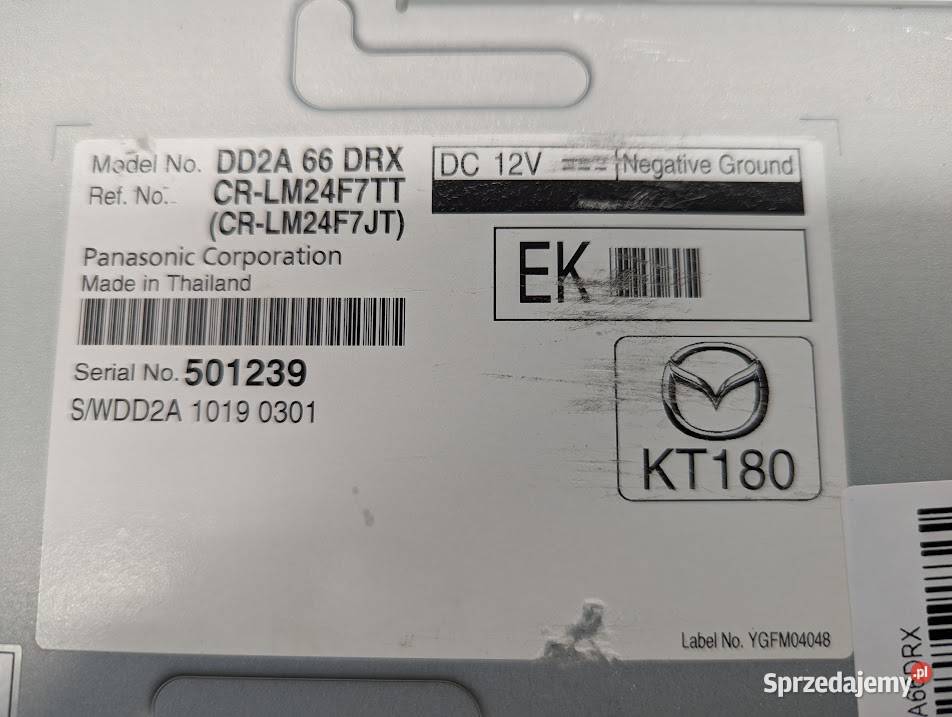 Model No. DD2A 66 DRX
Ref. No. CR-LM24F7TT
(CR-LM24F7JT)
Panasonic Corporation
Made in Thailand
Serial No. 501239
S/WDD2A 1019 0301
DC 12V Negative Ground
EK
KT180
Label No. YGFM04048
A66DRX
Sprzedajemy.pl